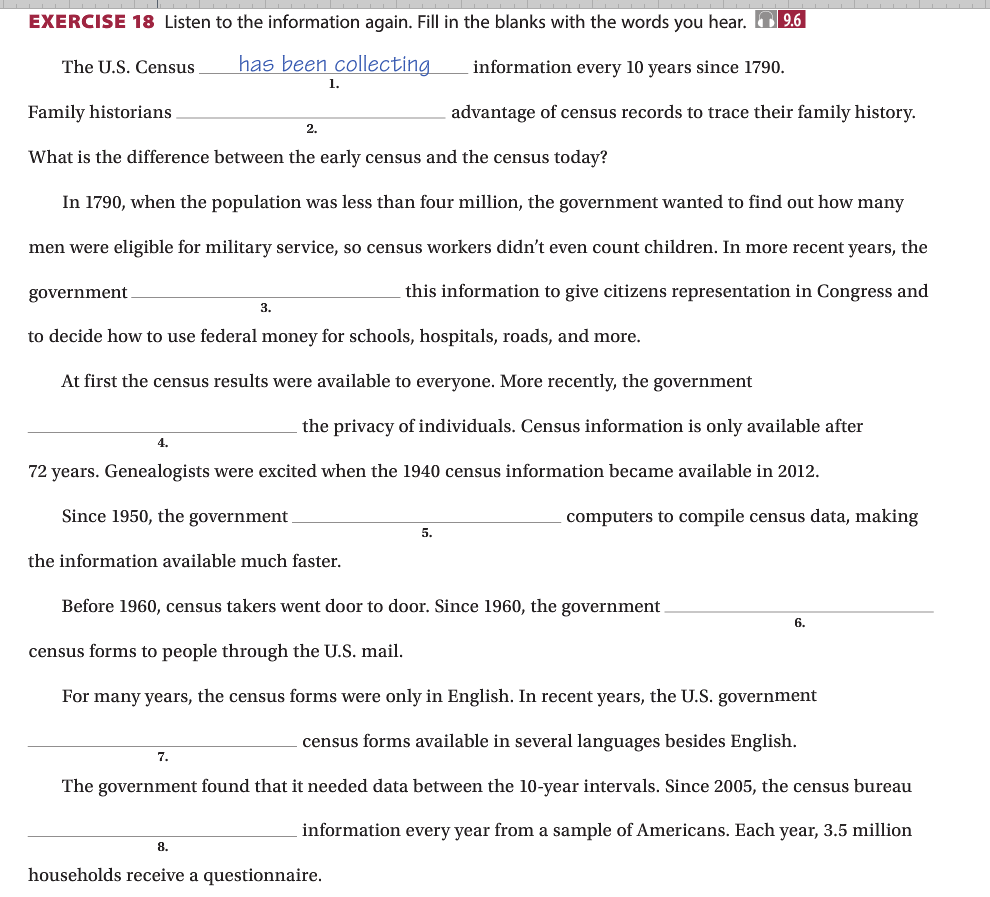 EXERCISE 18 Listen to the information again. Fill in the blanks with the words you hear. 9.6
The U.S. Census has been collecting information every 10 years since 1790.
1.
Family historians advantage of census records to trace their family history.
2.
What is the difference between the early census and the census today?
In 1790, when the population was less than four million, the government wanted to find out how many
men were eligible for military service, so census workers didn’t even count children. In more recent years, the
government this information to give citizens representation in Congress and
3.
to decide how to use federal money for schools, hospitals, roads, and more.
At first the census results were available to everyone. More recently, the government
the privacy of individuals. Census information is only available after
4.
72 years. Genealogists were excited when the 1940 census information became available in 2012.
Since 1950, the government computers to compile census data, making
5.
the information available much faster.
Before 1960, census takers went door to door. Since 1960, the government
6.
census forms to people through the U.S. mail.
For many years, the census forms were only in English. In recent years, the U.S. government
census forms available in several languages besides English.
7.
The government found that it needed data between the 10-year intervals. Since 2005, the census bureau
information every year from a sample of Americans. Each year, 3.5 million
8.
households receive a questionnaire.